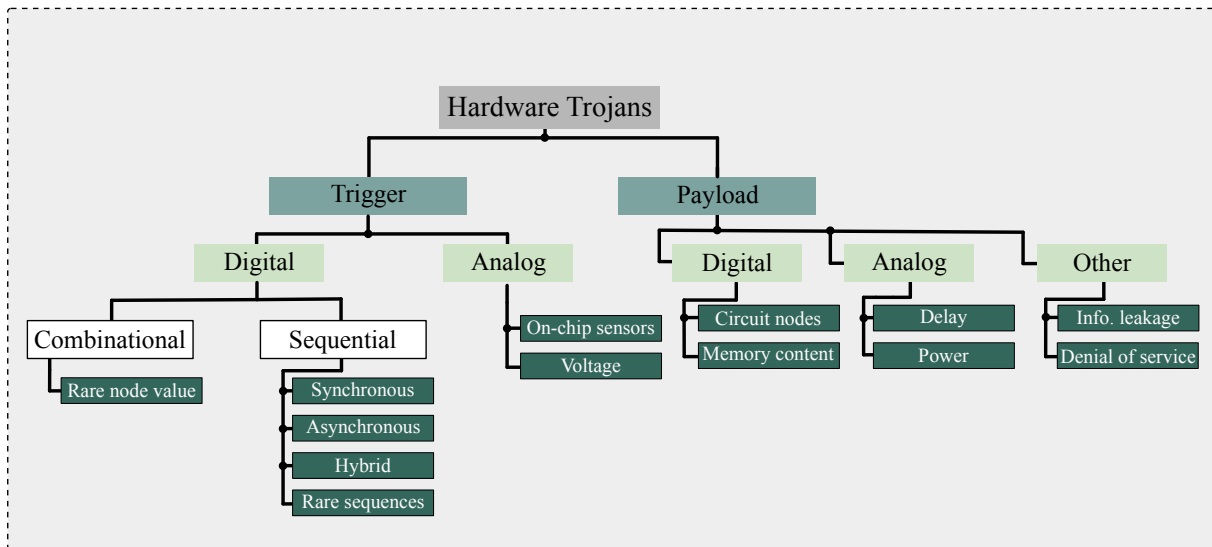 Hardware Trojans
Trigger
Payload
Digital
Analog
Digital
Analog
Other
Combinational
Sequential
On-chip sensors
Voltage
Circuit nodes
Memory content
Delay
Power
Info. leakage
Denial of service
Rare node value
Synchronous
Asynchronous
Hybrid
Rare sequences